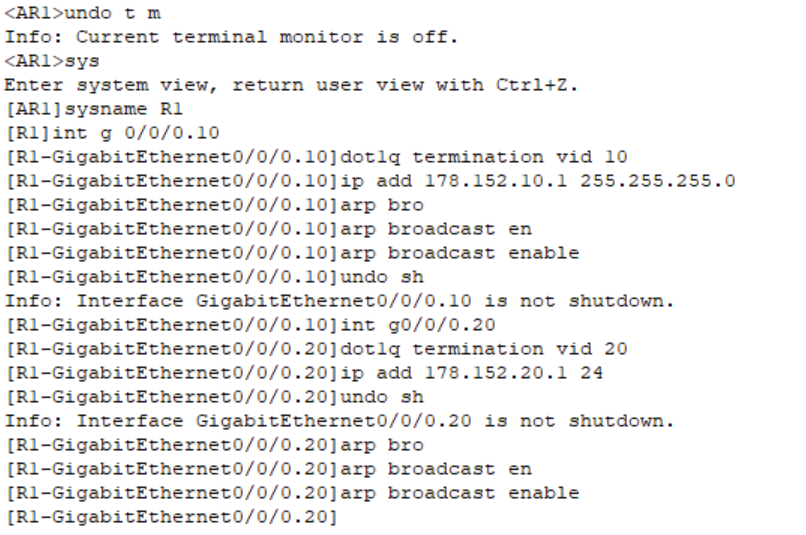 <AR1>undo t m
Info: Current terminal monitor is off.
<AR1>sys
Enter system view, return user view with Ctrl+Z.
[AR1]sysname R1
[R1]int g 0/0/0.10
[R1-GigabitEthernet0/0/0.10]dot1q termination vid 10
[R1-GigabitEthernet0/0/0.10]ip add 178.152.10.1 255.255.255.0
[R1-GigabitEthernet0/0/0.10]arp bro
[R1-GigabitEthernet0/0/0.10]arp broadcast en
[R1-GigabitEthernet0/0/0.10]arp broadcast enable
[R1-GigabitEthernet0/0/0.10]undo sh
Info: Interface GigabitEthernet0/0/0.10 is not shutdown.
[R1-GigabitEthernet0/0/0.10]int g0/0/0.20
[R1-GigabitEthernet0/0/0.20]dot1q termination vid 20
[R1-GigabitEthernet0/0/0.20]ip add 178.152.20.1 24
[R1-GigabitEthernet0/0/0.20]undo sh
Info: Interface GigabitEthernet0/0/0.20 is not shutdown.
[R1-GigabitEthernet0/0/0.20]arp bro
[R1-GigabitEthernet0/0/0.20]arp broadcast en
[R1-GigabitEthernet0/0/0.20]arp broadcast enable
[R1-GigabitEthernet0/0/0.20]